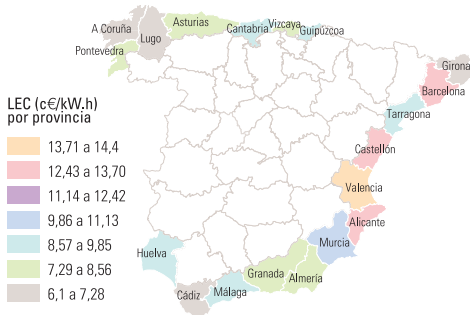 A Coruña
Lugo
Asturias
Cantabria
Vizcaya
Guipúzcoa
Pontevedra
Girona
Barcelona
Tarragona
Castellón
Valencia
Alicante
Murcia
Almería
Granada
Málaga
Cádiz
Huelva
LEC (c€/kW.h)
por provincia
13,71 a 14,4
12,43 a 13,70
11,14 a 12,42
9,86 a 11,13
8,57 a 9,85
7,29 a 8,56
6,1 a 7,28